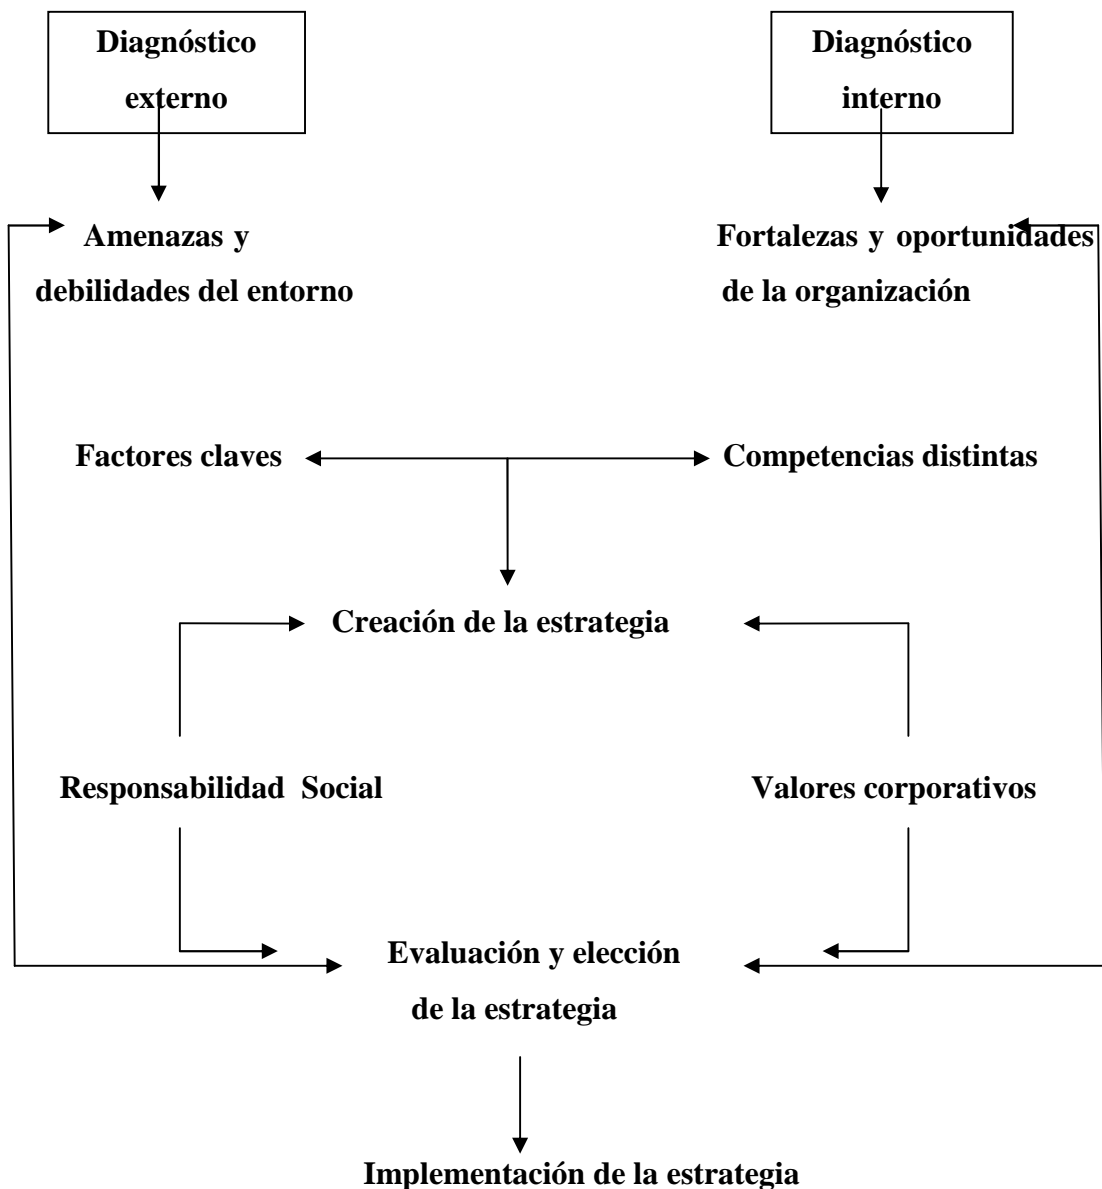 Diagnóstico
externo
Diagnóstico
interno
Amenazas y
debilidades del entorno
Fortalezas y oportunidades
de la organización
Factores claves
Competencias distintas
Creación de la estrategia
Responsabilidad Social
Valores corporativos
Evaluación y elección
de la estrategia
Implementación de la estrategia